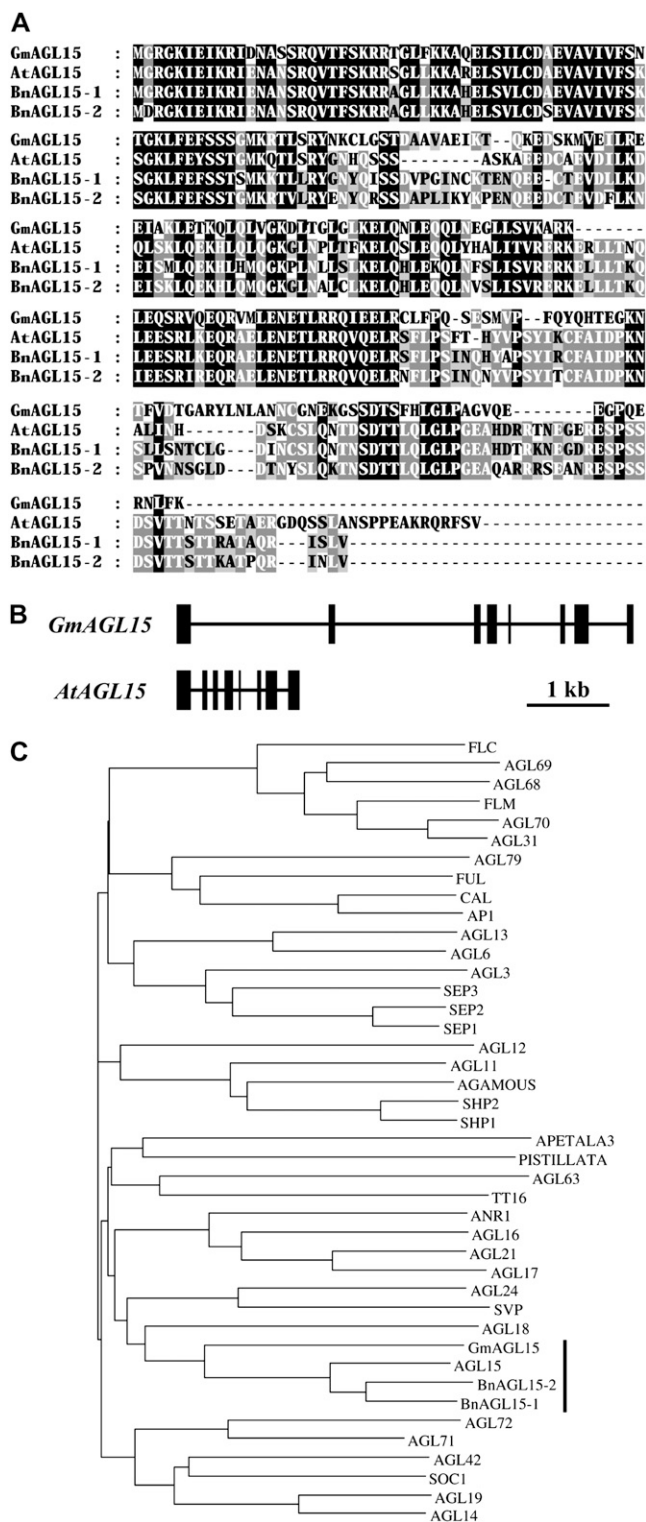 A
GmAGL15 : MGRGKIEIKRIDNASSRQVTFSKRRTGLFKKAQELSILCDAEVAVIVFSN
AtAGL15 : MGRGKIEIKRIENANSRQVTFSKRRSGLLKKARELSVLCDAEVAVIVFSK
BnAGL15-1 : MGRGKIEIKRIENANSRQVTFSKRRAGLLKKAHELSVLCDAEVAVIVFSK
BnAGL15-2 : MDRGKIEIKRIENANSRQVTFSKRRAGLLKKAHELSVLCDSEVAVIVFSK
GmAGL15 : TGKLFEFSSSGMKRTLSRYNKCLGSTDAAVAEIKT--QKEDSKMVEILRE
AtAGL15 : SGKLFEYSSTGMKQTLSRYGNHQSSS--------ASKAEEDCAEVDILKD
BnAGL15-1 : SGKLFEFSSTSMKKTLLRYGNYQISSDVPGINCKTENQEE-CTEVDLLKD
BnAGL15-2 : SGKLFEFSSTGMKRTVLRYENYQRSSDAPLIKYKPENQEEDCTEVDFLKN
GmAGL15 : EIAKLETKQLQLVGKDLTGLGLKELQNLEQQLNEGLLSVKARK-------
AtAGL15 : QLSKLQEKHLQLQGKGLNPLTFKELQSLEQQLYHALITVRERKERLLTNQ
BnAGL15-1 : EISMLQEKHLHMQGKPLNLLSLKELQHLEKQLNFSLISVRERKELLLTKQ
BnAGL15-2 : EISKLQEKHLQMQGKGLNALCLKELQHLEQQLNVSLISVRERKELLLTKQ
GmAGL15 : LEQSRVQEQRVMLENETLRRQIEELRCLFPQ-SESMVP--FQYQHTEGKN
AtAGL15 : LEESRLKEQRAELENETLRRQVQELRSFLPSFT-HYVPSYIKCFAIDPKN
BnAGL15-1 : LEESRLKEQRAELENETLRRQVQELRSFLPSINQHYAPSYIRCFAIDPKN
BnAGL15-2 : LEESRIREQRAELENETLRRQVQELRNFLPSINQNYVPSYITCFAIDPKN
GmAGL15 : TFVDTGARYLNLANNCGNEKGSSDTSFHLGLPAGVQE--------EGPQE
AtAGL15 : ALINH-----DSKCSLQNTDSDTTLQLGLPGEAHDRRTNEGERESPSS
BnAGL15-1 : SLLSNTCLG---DINCSLQNTNSDTTLQLGLPGEAHDTRKNEGDRESPSS
BnAGL15-2 : SPVNNSGLD---DTNYSLQKTNSDTTLQLGLPGEAQARRRSEANRESPSS
GmAGL15 : RNLFK---------------------------------------------
AtAGL15 : DSVTTNTSSETAERGDQSSLANSPPEAKRQRFSV----------------
BnAGL15-1 : DSVTTSTTRATAQR---ISLV-----------------------------
BnAGL15-2 : DSVTTSTTKATPQR---INLV-----------------------------
B
GmAGL15
AtAGL15
1 kb
C
FLC
AGL69
AGL68
FLM
AGL70
AGL31
AGL79
FUL
CAL
AP1
AGL13
AGL6
AGL3
SEP3
SEP2
SEP1
AGL12
AGL11
AGAMOUS
SHP2
SHP1
APETALA3
PISTILLATA
AGL63
TT16
ANR1
AGL16
AGL21
AGL17
AGL24
SVP
AGL18
GmAGL15
AGL15
BnAGL15-2
BnAGL15-1
AGL72
AGL71
AGL42
SOC1
AGL19
AGL14